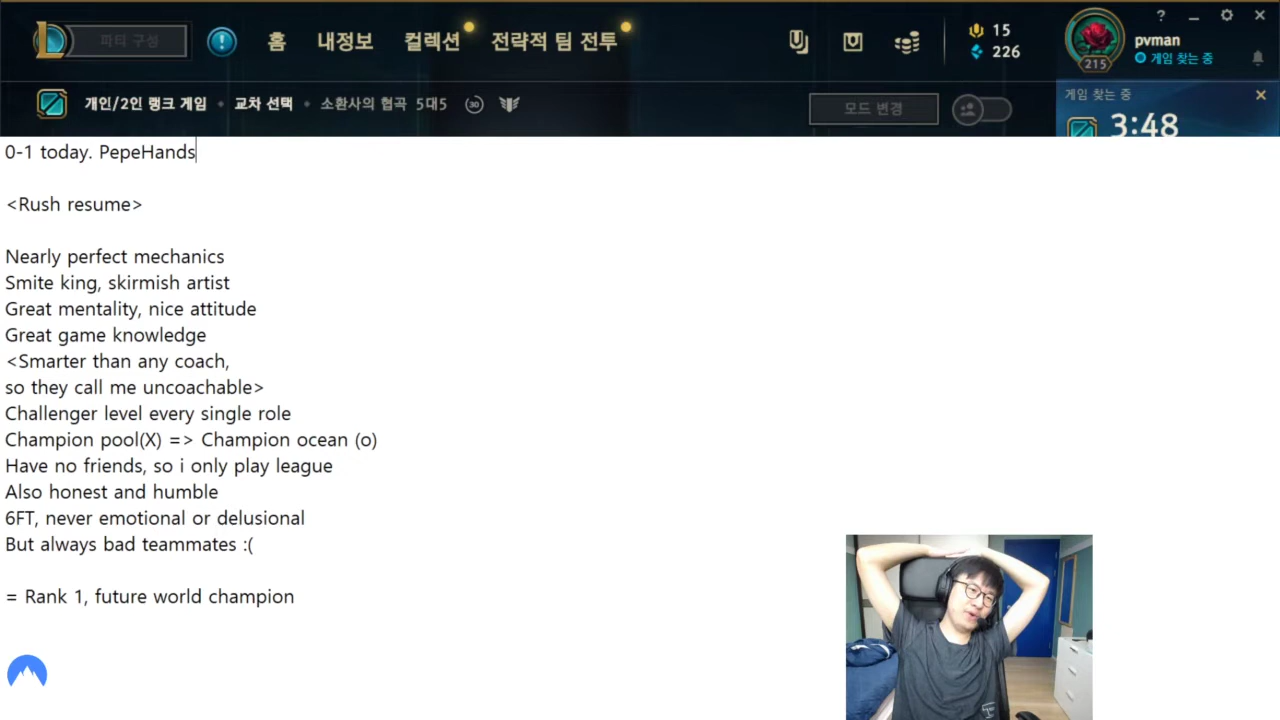 파티 구성
홈
내정보
컬렉션
전략적 팀 전투
15
226
?
pvman
게임 찾는 중
215
개인/2인 랭크 게임 • 교차 선택 • 소환사의 협곡 5대5
30
모드 변경
게임 찾는 중
3:48
0-1 today. PepeHands
<Rush resume>
Nearly perfect mechanics
Smite king, skirmish artist
Great mentality, nice attitude
Great game knowledge
<Smarter than any coach,
so they call me uncoachable>
Challenger level every single role
Champion pool(X) => Champion ocean (o)
Have no friends, so i only play league
Also honest and humble
6FT, never emotional or delusional
But always bad teammates :(
= Rank 1, future world champion